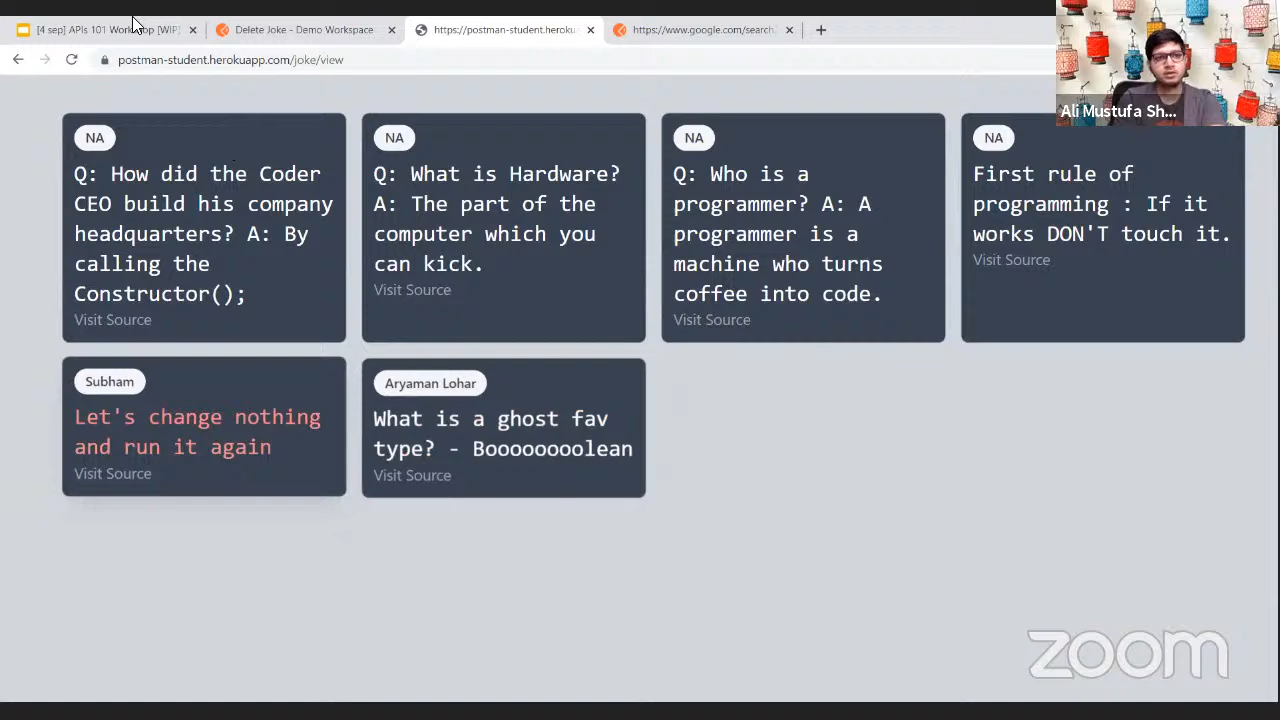 [4 sep] APIs 101 Workshop [WIP]
Delete Joke - Demo Workspace
https://postman-student.heroku
https://www.google.com/search
postman-student.herokuapp.com/joke/view
Ali Mustufa Sh...
NA
Q: How did the Coder
CEO build his company
headquarters? A: By
calling the
Constructor();
Visit Source
NA
Q: What is Hardware?
A: The part of the
computer which you
can kick.
Visit Source
NA
Q: Who is a
programmer? A: A
programmer is a
machine who turns
coffee into code.
Visit Source
NA
First rule of
programming : If it
works DON'T touch it.
Visit Source
Subham
Let's change nothing
and run it again
Visit Source
Aryaman Lohar
What is a ghost fav
type? - Boooooooolean
Visit Source
zoom